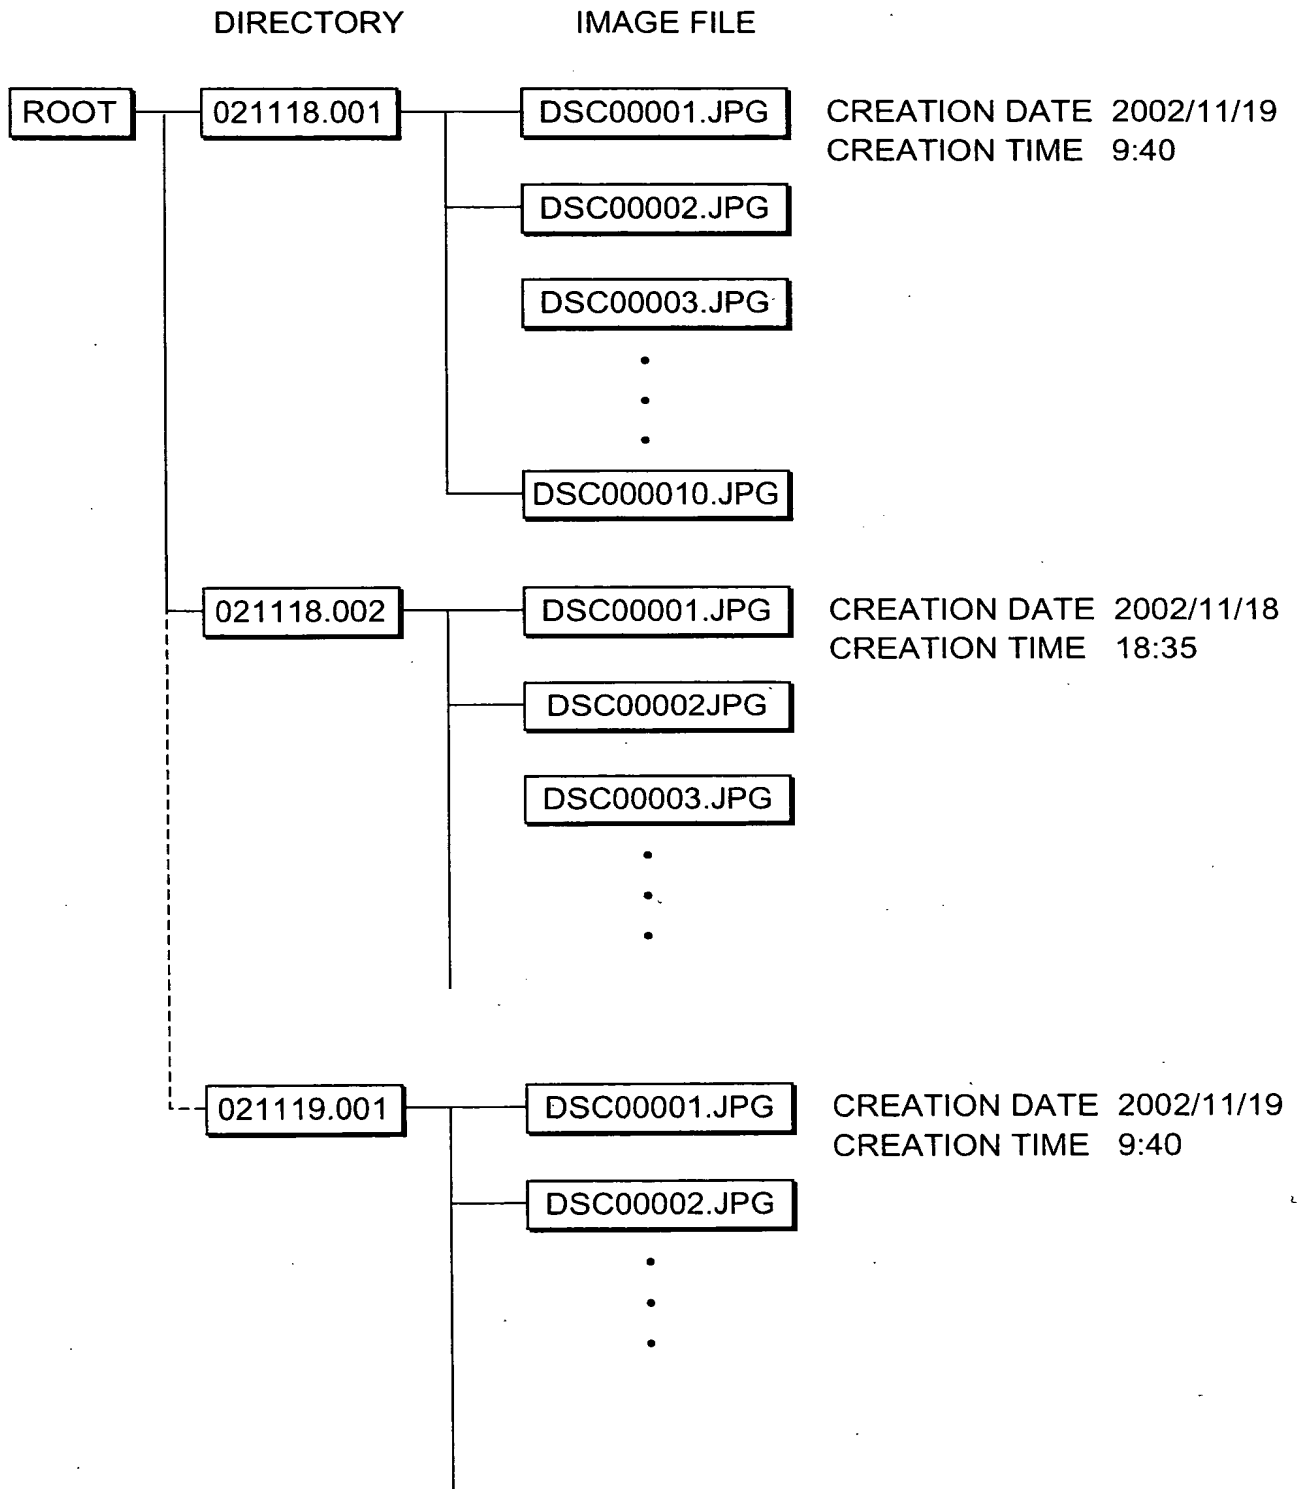 DIRECTORY IMAGE FILE
ROOT 021118.001 DSC00001.JPG CREATION DATE 2002/11/19
CREATION TIME 9:40
DSC00002.JPG
DSC00003.JPG
DSC000010.JPG
021118.002 DSC00001.JPG CREATION DATE 2002/11/18
CREATION TIME 18:35
DSC00002JPG
DSC00003.JPG
021119.001 DSC00001.JPG CREATION DATE 2002/11/19
CREATION TIME 9:40
DSC00002.JPG